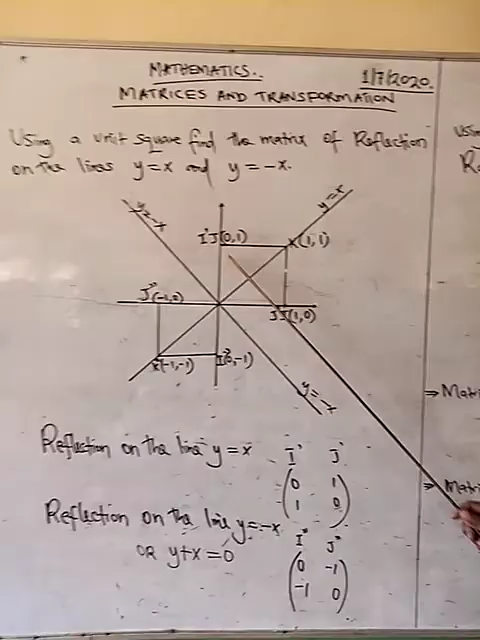 MATHEMATICS..
1/7/2020.
MATRICES AND TRANSFORMATION
Using a unit square find the matrix of Reflection
on the lines y=x and y=-x.
y=-x
y=x
I'J(0,1)
X(1,1)
J"(-1,0)
(1,0)
(-1,-1)
I"(0,-1)
y=-x
Reflection on the line y=x
I' J'
0 1
1 0
Reflection on the line y=-x
OR y+x=0
I" J"
0 -1
-1 0
⇒ Matri
⇒ Matri